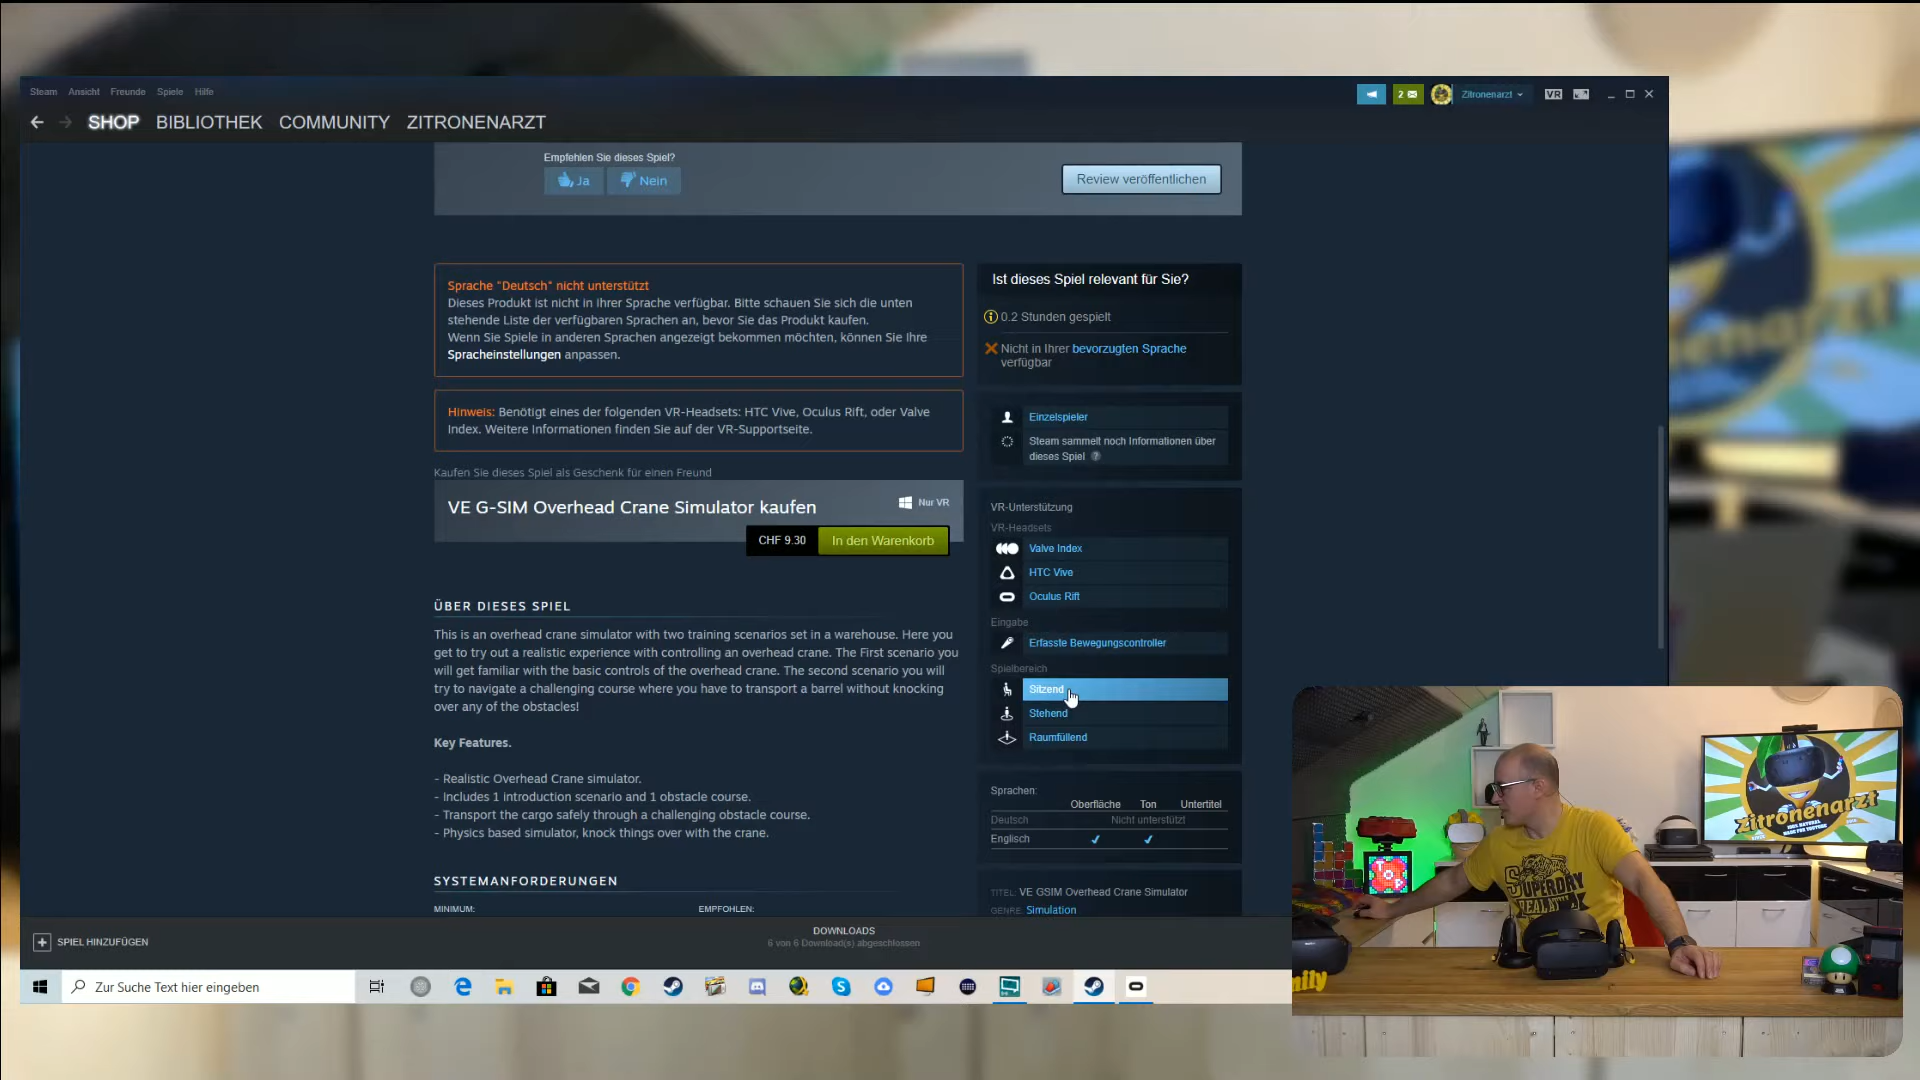 Steam Ansicht Freunde Spiele Hilfe
2
Zitronenarzt
VR
SHOP BIBLIOTHEK COMMUNITY ZITRONENARZT
Empfehlen Sie dieses Spiel?
Ja Nein
Review veröffentlichen
Sprache "Deutsch" nicht unterstützt
Dieses Produkt ist nicht in Ihrer Sprache verfügbar. Bitte schauen Sie sich die unten
stehende Liste der verfügbaren Sprachen an, bevor Sie das Produkt kaufen.
Wenn Sie Spiele in anderen Sprachen angezeigt bekommen möchten, können Sie Ihre
Spracheinstellungen anpassen.
Hinweis: Benötigt eines der folgenden VR-Headsets: HTC Vive, Oculus Rift, oder Valve
Index. Weitere Informationen finden Sie auf der VR-Supportseite.
Kaufen Sie dieses Spiel als Geschenk für einen Freund
VE G-SIM Overhead Crane Simulator kaufen
Nur VR
CHF 9.30 In den Warenkorb
ÜBER DIESES SPIEL
This is an overhead crane simulator with two training scenarios set in a warehouse. Here you
get to try out a realistic experience with controlling an overhead crane. The First scenario you
will get familiar with the basic controls of the overhead crane. The second scenario you will
try to navigate a challenging course where you have to transport a barrel without knocking
over any of the obstacles!
Key Features.
- Realistic Overhead Crane simulator.
- Includes 1 introduction scenario and 1 obstacle course.
- Transport the cargo safely through a challenging obstacle course.
- Physics based simulator, knock things over with the crane.
SYSTEMANFORDERUNGEN
MINIMUM: EMPFOHLEN:
Ist dieses Spiel relevant für Sie?
0.2 Stunden gespielt
Nicht in Ihrer bevorzugten Sprache
verfügbar
Einzelspieler
Steam sammelt noch Informationen über
dieses Spiel ?
VR-Unterstützung
VR-Headsets
Valve Index
HTC Vive
Oculus Rift
Eingabe
Erfasste Bewegungscontroller
Spielbereich
Sitzend
Stehend
Raumfüllend
Sprachen:
Oberfläche Ton Untertitel
Deutsch Nicht unterstützt
Englisch
TITEL: VE GSIM Overhead Crane Simulator
GENRE: Simulation
SPIEL HINZUFÜGEN
DOWNLOADS
6 von 6 Download(s) abgeschlossen
Zur Suche Text hier eingeben
zitronenarzt
SUPERDRY
TOP
mily